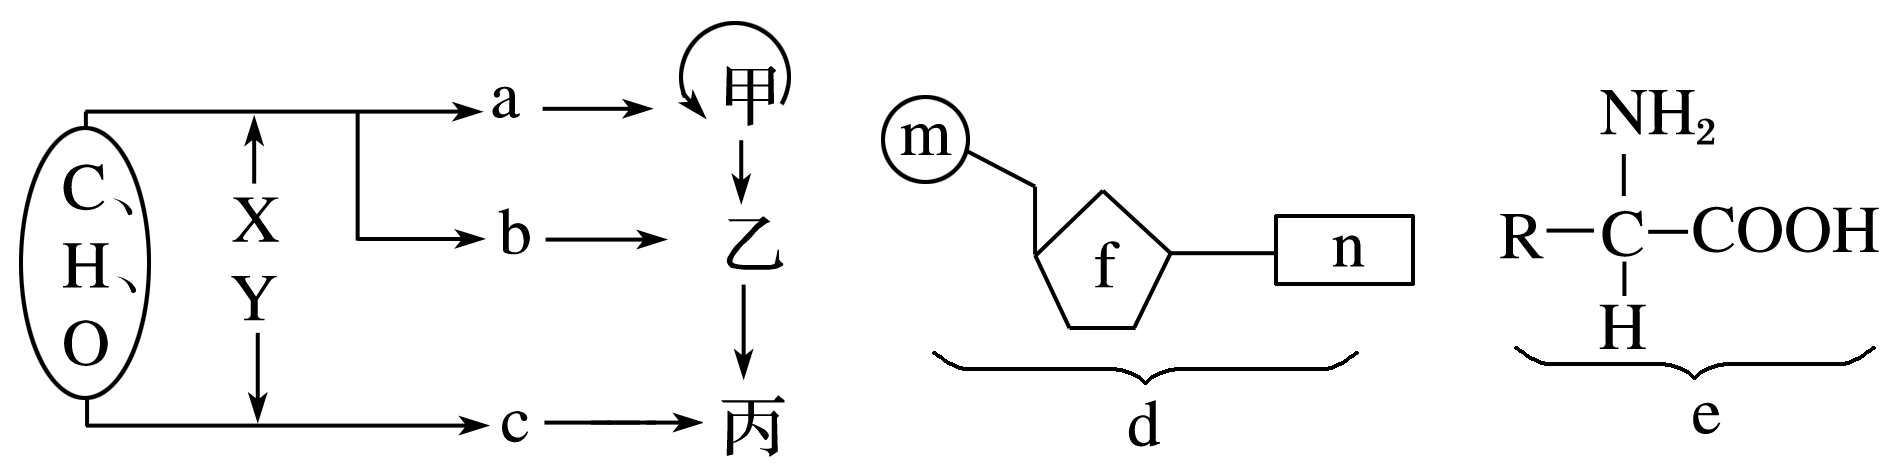 C、
H、
O
X
Y
a
b
c
甲
乙
丙
m
f
n
d
NH₂
R—C—COOH
H
e